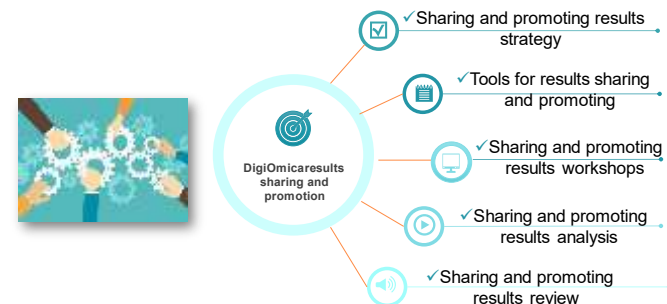 ✓Sharing and promoting results
strategy
✓Tools for results sharing
and promoting
DigiOmicaresults
sharing and
promotion
✓Sharing and promoting
results workshops
✓Sharing and promoting
results analysis
✓Sharing and promoting
results review